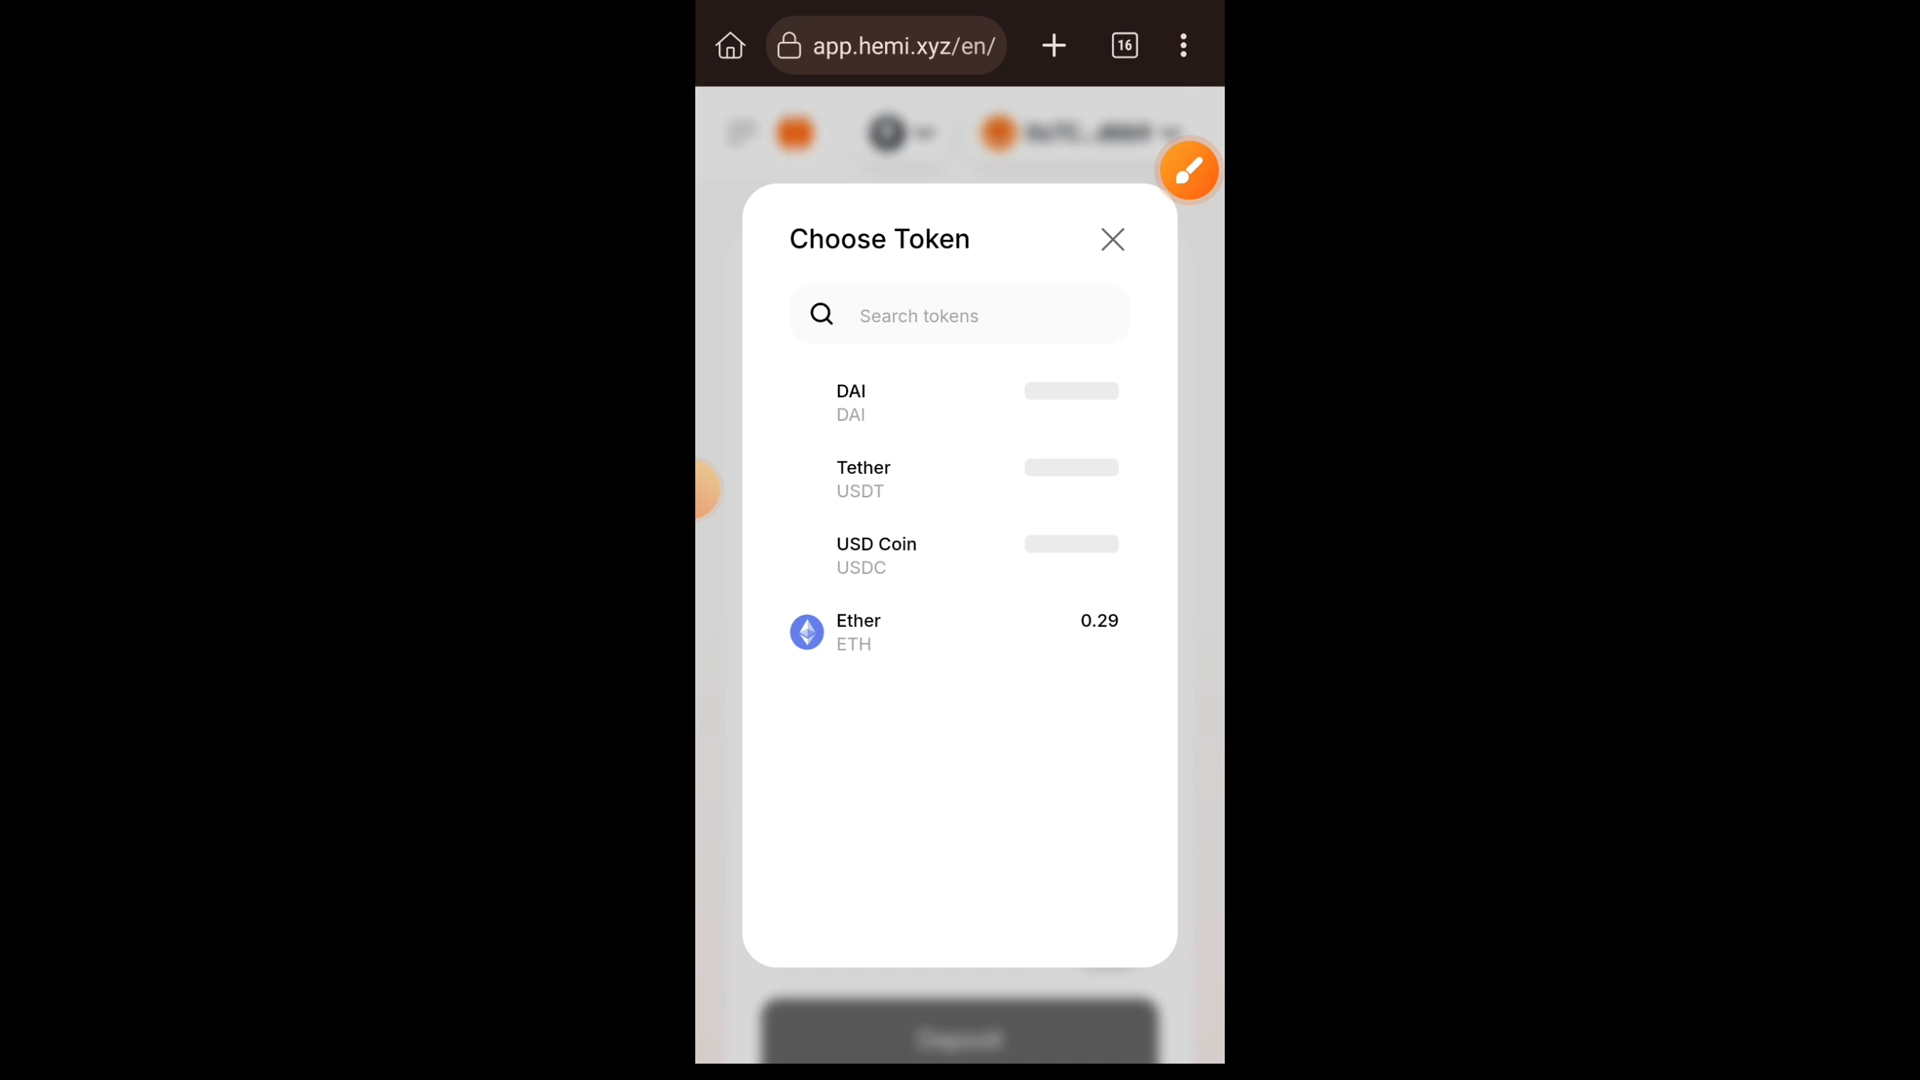 app.hemi.xyz/en/
16
Choose Token
Search tokens
DAI
DAI
Tether
USDT
USD Coin
USDC
Ether
0.29
ETH
Deposit